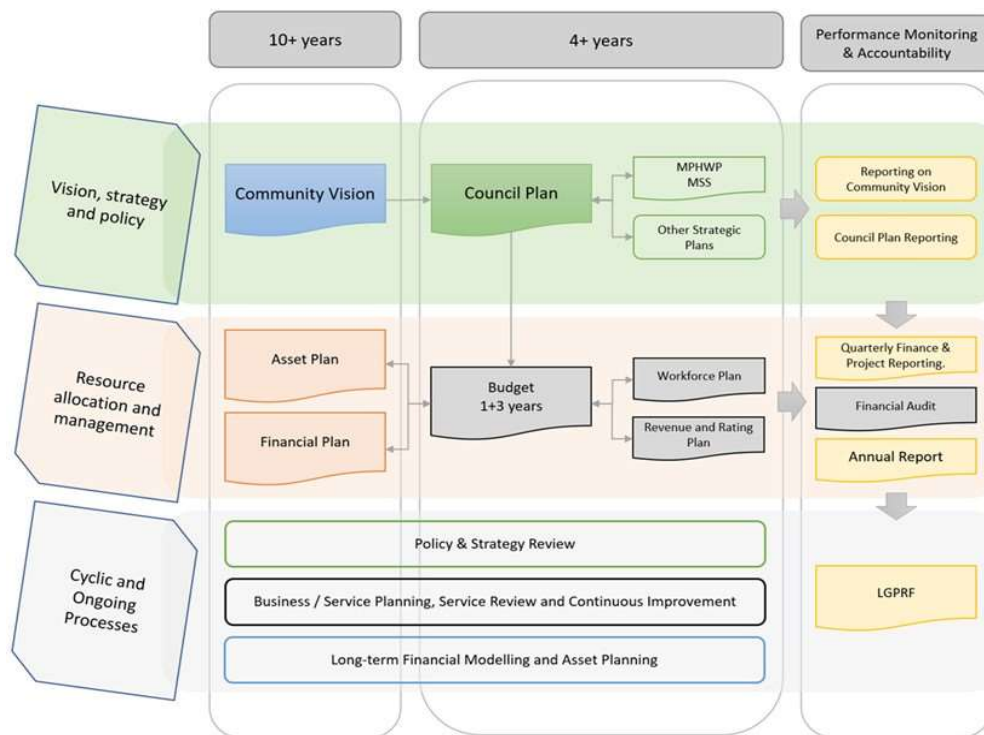 10+ years
4+ years
Performance Monitoring
& Accountability
Vision, strategy
and policy
Community Vision
Council Plan
MPHWP
MSS
Other Strategic
Plans
Reporting on
Community Vision
Council Plan Reporting
Resource
allocation and
management
Asset Plan
Financial Plan
Budget
1+3 years
Workforce Plan
Revenue and Rating
Plan
Quarterly Finance &
Project Reporting.
Financial Audit
Annual Report
Cyclic and
Ongoing
Processes
Policy & Strategy Review
Business / Service Planning, Service Review and Continuous Improvement
Long-term Financial Modelling and Asset Planning
LGPRF